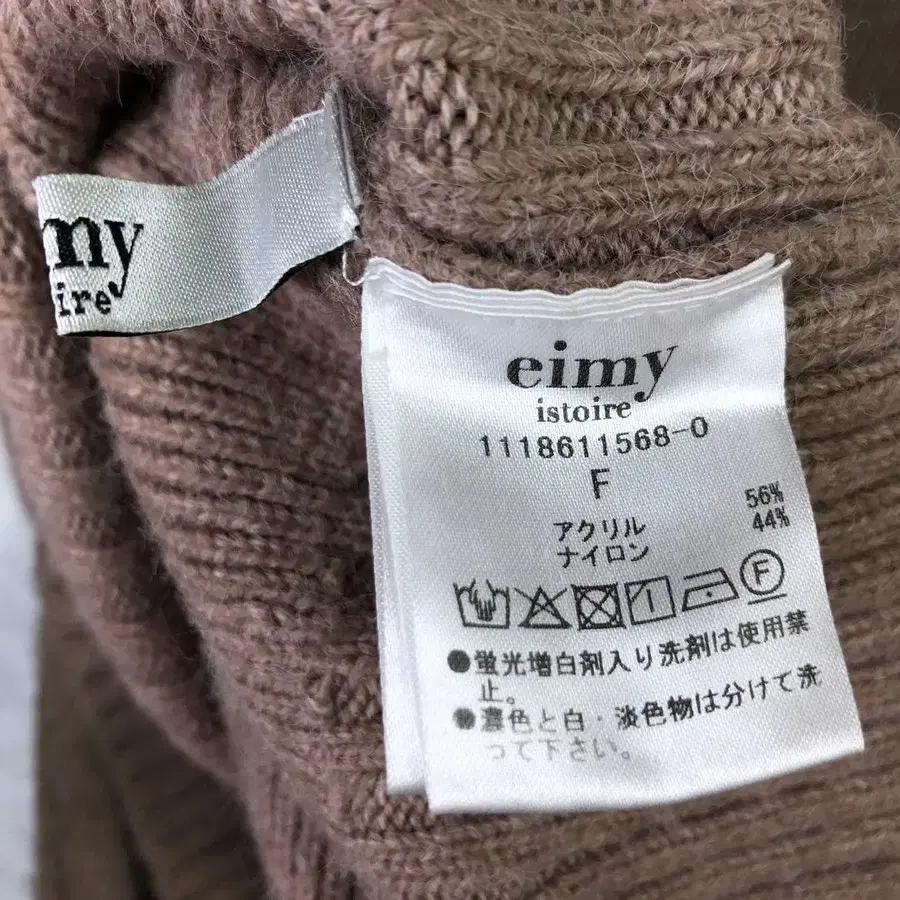 my
ire
eimy
istoire
1118611568-0
F
アクリル 56%
ナイロン 44%
F
●蛍光増白剤入り洗剤は使用禁
止。
●濃色と白・淡色物は分けて洗
って下さい。